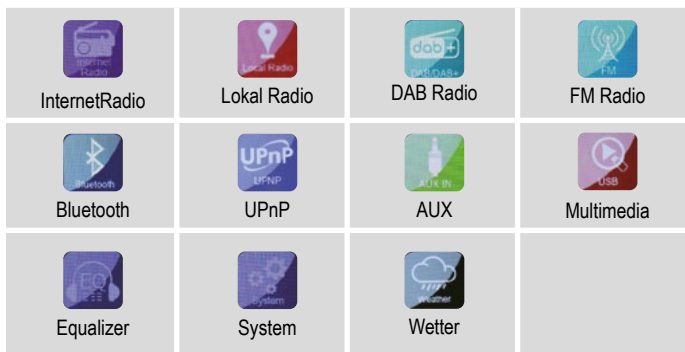 Internet Radio
Local Radio
dab+
DAB/DAB+
FM
InternetRadio
Lokal Radio
DAB Radio
FM Radio
Bluetooth
UPnP
UPNP
AUX IN
USB
Bluetooth
UPnP
AUX
Multimedia
EQ
System
Weather
Equalizer
System
Wetter